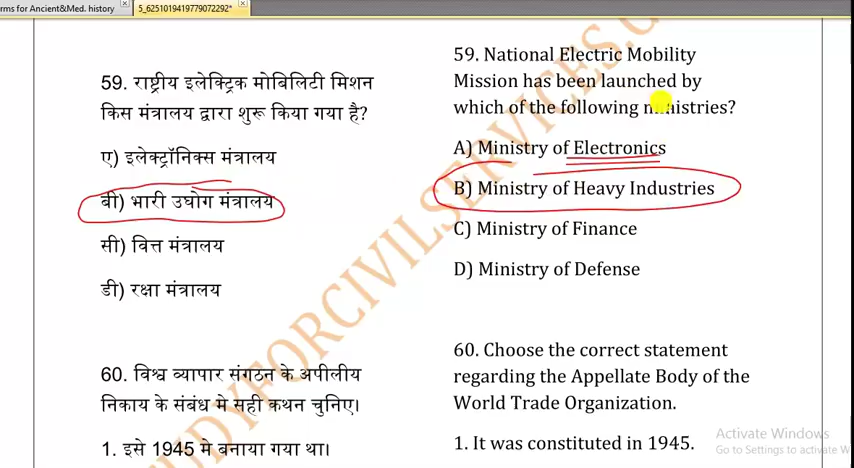 rms for Ancient&Med. history
5_6251019419779072292*
59. राष्ट्रीय इलेक्ट्रिक मोबिलिटी मिशन
किस मंत्रालय द्वारा शुरू किया गया है?
ए) इलेक्ट्रॉनिक्स मंत्रालय
बी) भारी उघोग मंत्रालय
सी) वित्त मंत्रालय
डी) रक्षा मंत्रालय
60. विश्व व्यापार संगठन के अपीलीय
निकाय के संबंध मे सही कथन चुनिए।
1. इसे 1945 मे बनाया गया था।
59. National Electric Mobility
Mission has been launched by
which of the following ministries?
A) Ministry of Electronics
B) Ministry of Heavy Industries
C) Ministry of Finance
D) Ministry of Defense
60. Choose the correct statement
regarding the Appellate Body of the
World Trade Organization.
1. It was constituted in 1945.
STUDYFORCIVILSERVICES.COM
Activate Windows
Go to Settings to activate W